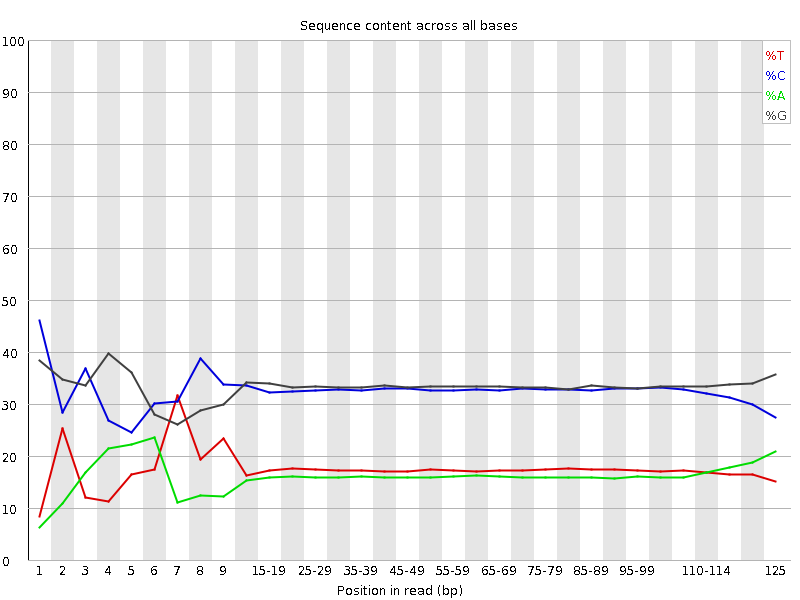 Sequence content across all bases
%T
%C
%A
%G
100
90
80
70
60
50
40
30
20
10
0
1 2 3 4 5 6 7 8 9 15-19 25-29 35-39 45-49 55-59 65-69 75-79 85-89 95-99 110-114 125
Position in read (bp)